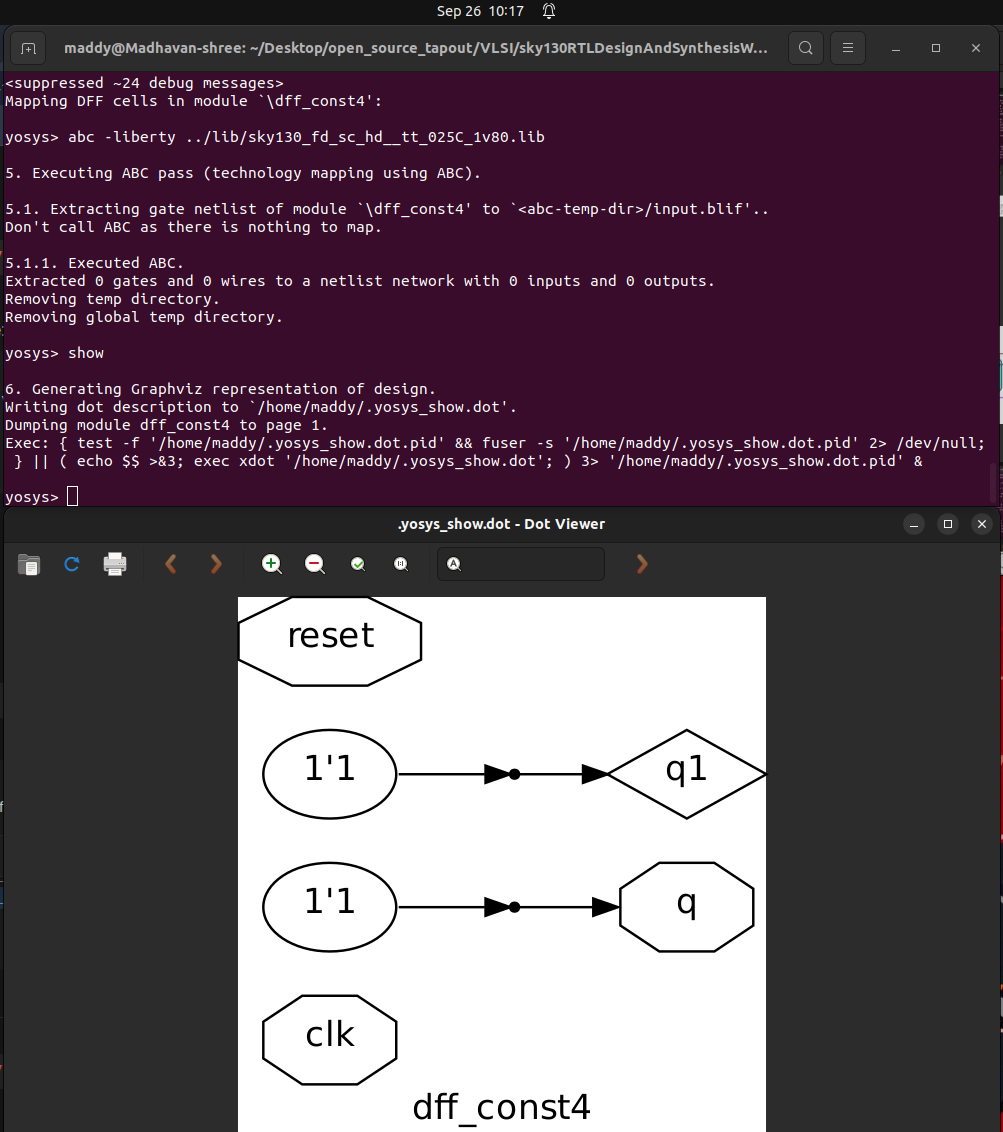 Sep 26 10:17
maddy@Madhavan-shree: ~/Desktop/open_source_tapout/VLSI/sky130RTLDesignAndSynthesisW...
<suppressed ~24 debug messages>
Mapping DFF cells in module `\dff_const4':
yosys> abc -liberty ../lib/sky130_fd_sc_hd__tt_025C_1v80.lib
5. Executing ABC pass (technology mapping using ABC).
5.1. Extracting gate netlist of module `\dff_const4' to `<abc-temp-dir>/input.blif'..
Don't call ABC as there is nothing to map.
5.1.1. Executed ABC.
Extracted 0 gates and 0 wires to a netlist network with 0 inputs and 0 outputs.
Removing temp directory.
Removing global temp directory.
yosys> show
6. Generating Graphviz representation of design.
Writing dot description to `/home/maddy/.yosys_show.dot'.
Dumping module dff_const4 to page 1.
Exec: { test -f '/home/maddy/.yosys_show.dot.pid' && fuser -s '/home/maddy/.yosys_show.dot.pid' 2> /dev/null;
 } || ( echo $$ >&3; exec xdot '/home/maddy/.yosys_show.dot'; ) 3> '/home/maddy/.yosys_show.dot.pid' &
yosys>
.yosys_show.dot - Dot Viewer
reset
1'1
q1
1'1
q
clk
dff_const4